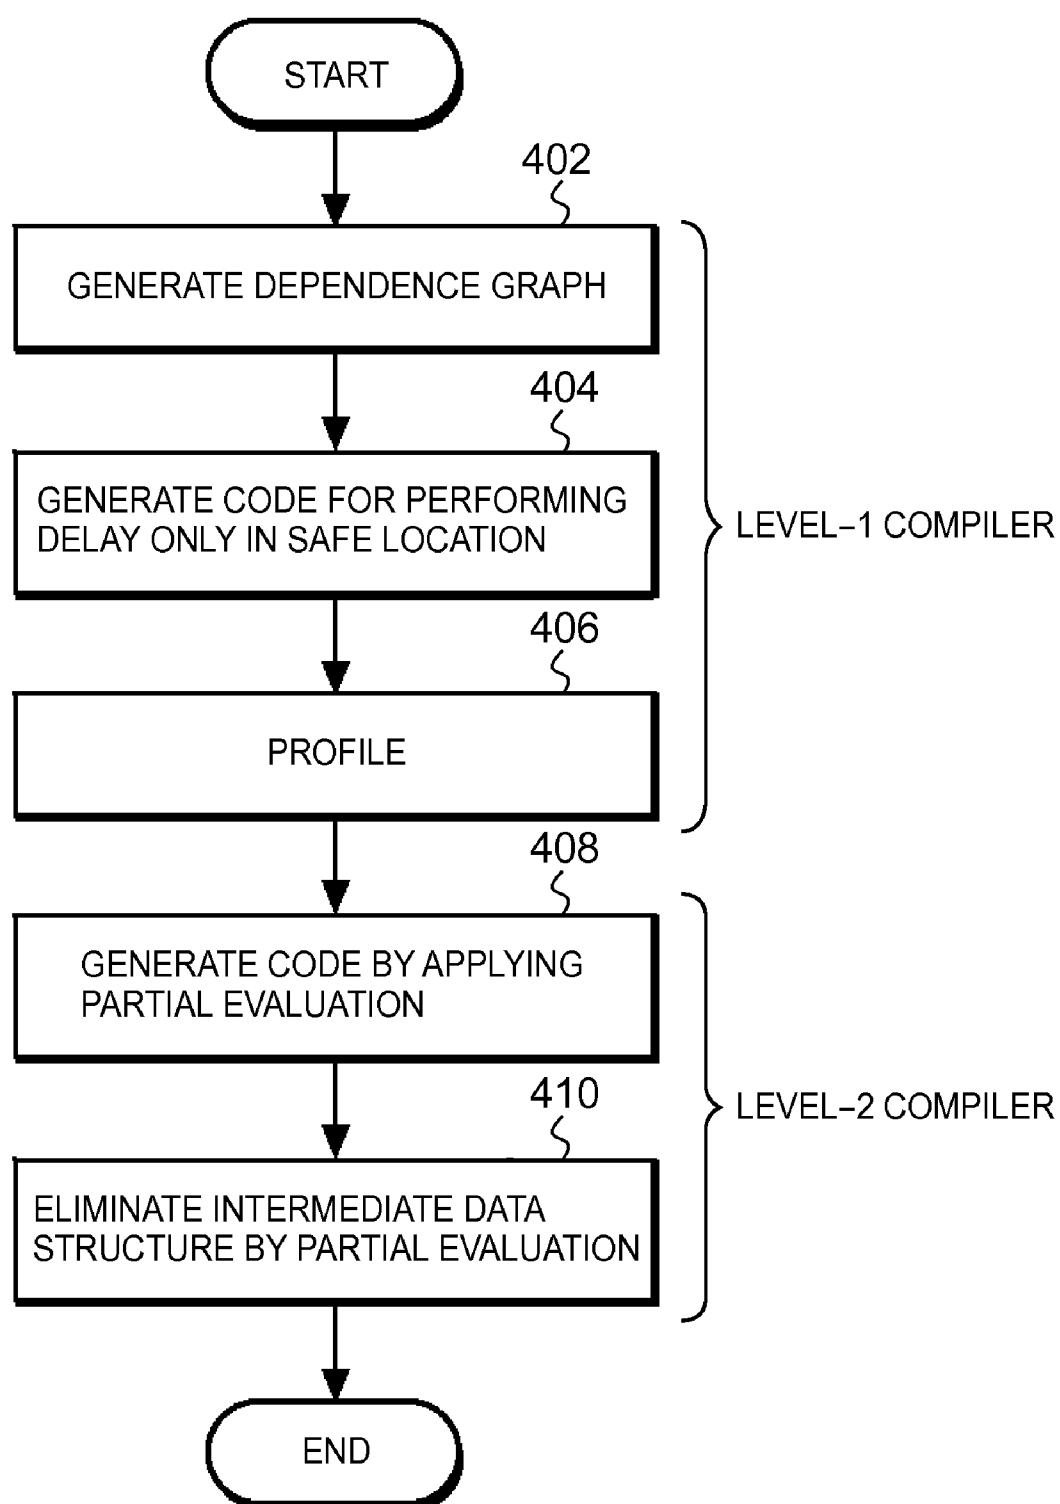 START
402
GENERATE DEPENDENCE GRAPH
404
GENERATE CODE FOR PERFORMING
DELAY ONLY IN SAFE LOCATION
LEVEL-1 COMPILER
406
PROFILE
408
GENERATE CODE BY APPLYING
PARTIAL EVALUATION
410
LEVEL-2 COMPILER
ELIMINATE INTERMEDIATE DATA
STRUCTURE BY PARTIAL EVALUATION
END